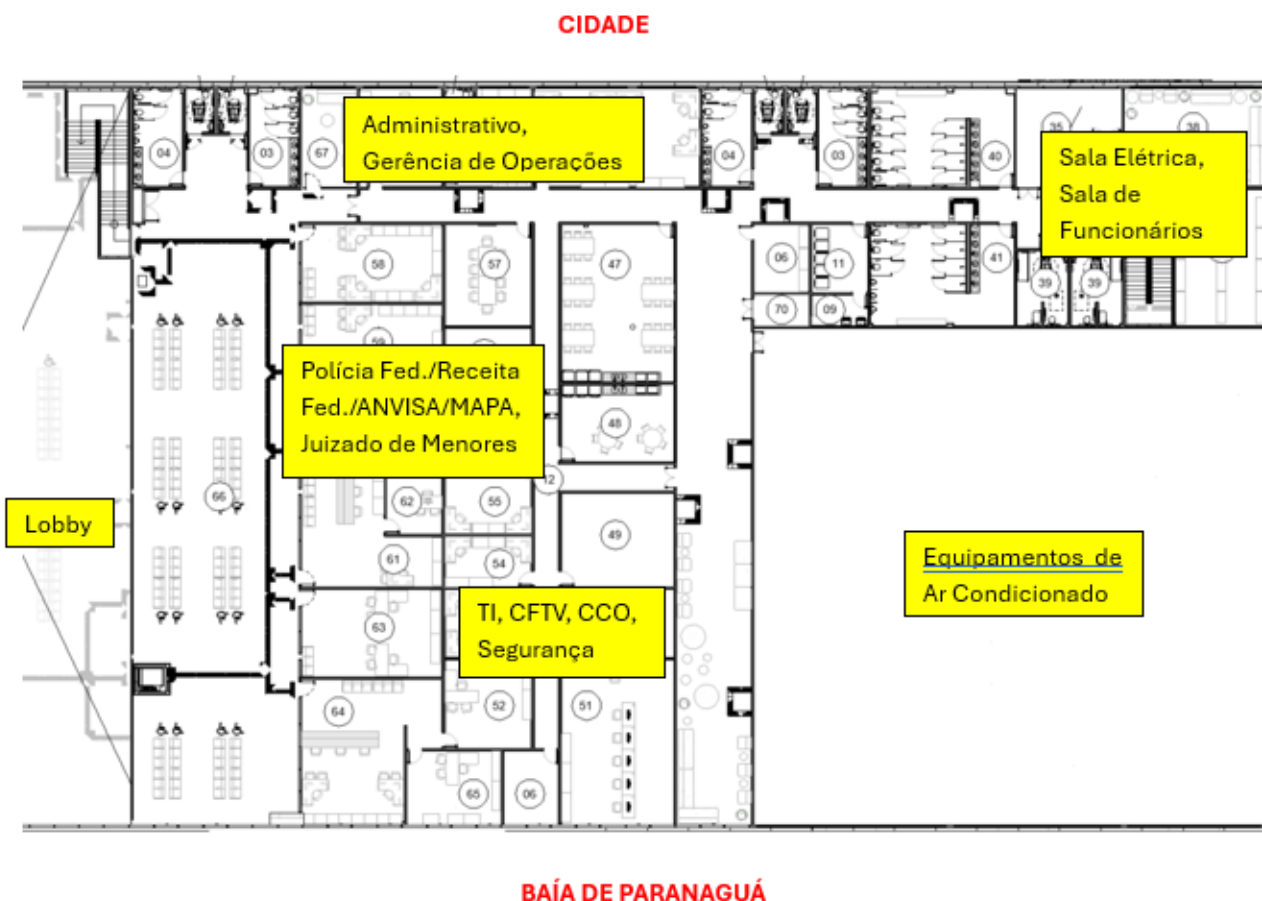 CIDADE
04
03
67
Administrativo,
Gerência de Operações
04
03
40
35
38
Sala Elétrica,
Sala de
Funcionários
58
57
47
06
11
41
39
39
70
09
59
Polícia Fed./Receita
Fed./ANVISA/MAPA,
Juizado de Menores
48
12
66
62
55
Lobby
49
61
54
Equipamentos de
Ar Condicionado
63
TI, CFTV, CCO,
Segurança
64
52
51
65
06
BAÍA DE PARANAGUÁ